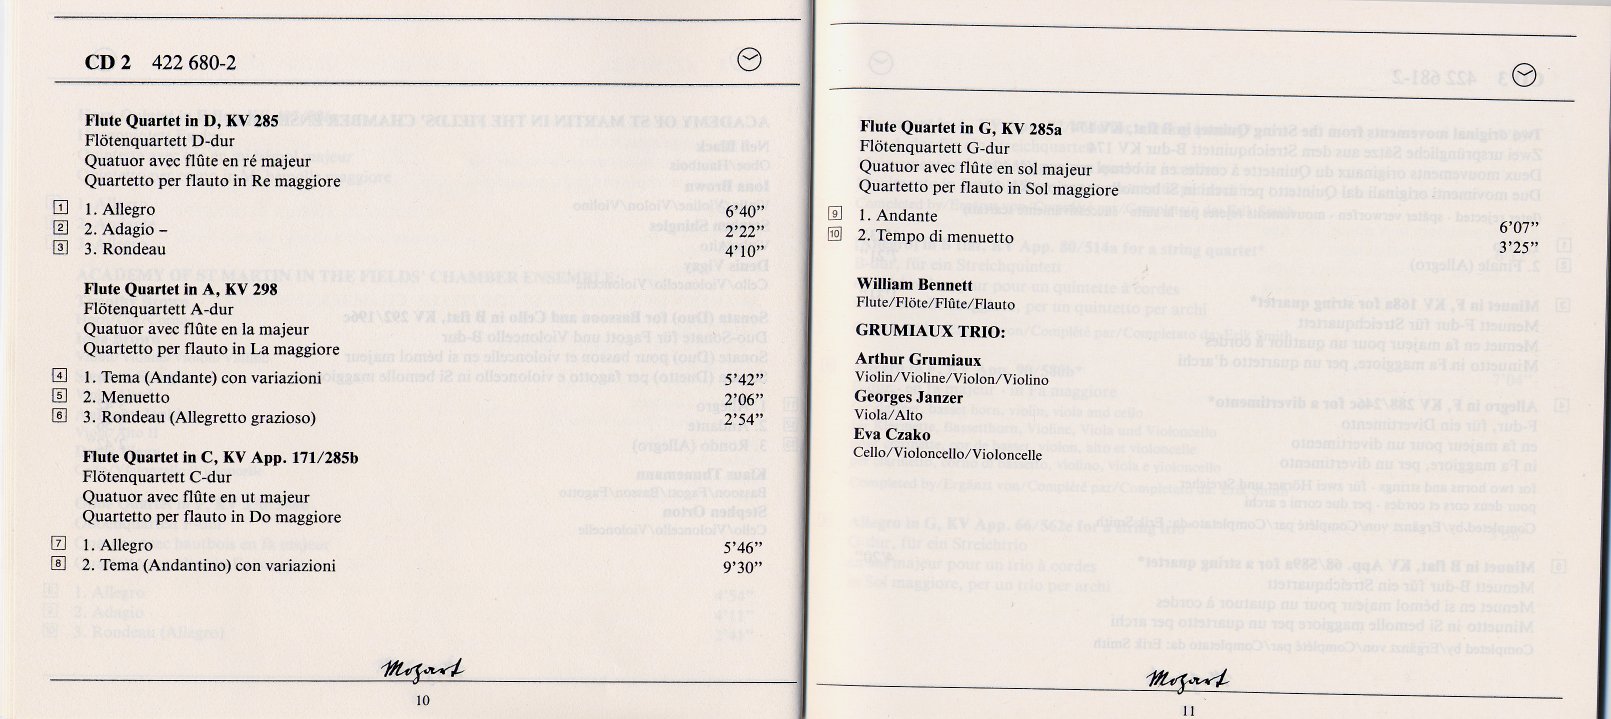 CD 2 422 680-2
Flute Quartet in D, KV 285
Flötenquartett D-dur
Quatuor avec flûte en ré majeur
Quartetto per flauto in Re maggiore
1 1. Allegro 6’40”
2 2. Adagio – 2’22”
3 3. Rondeau 4’10”
Flute Quartet in A, KV 298
Flötenquartett A-dur
Quatuor avec flûte en la majeur
Quartetto per flauto in La maggiore
4 1. Tema (Andante) con variazioni 5’42”
5 2. Menuetto 2’06”
6 3. Rondeau (Allegretto grazioso) 2’54”
Flute Quartet in C, KV App. 171/285b
Flötenquartett C-dur
Quatuor avec flûte en ut majeur
Quartetto per flauto in Do maggiore
7 1. Allegro 5’46”
8 2. Tema (Andantino) con variazioni 9’30”
Mozart
10
Flute Quartet in G, KV 285a
Flötenquartett G-dur
Quatuor avec flûte en sol majeur
Quartetto per flauto in Sol maggiore
9 1. Andante 6’07”
10 2. Tempo di menuetto 3’25”
William Bennett
Flute/Flöte/Flûte/Flauto
GRUMIAUX TRIO:
Arthur Grumiaux
Violin/Violine/Violon/Violino
Georges Janzer
Viola/Alto
Eva Czako
Cello/Violoncello/Violoncelle
Mozart
11